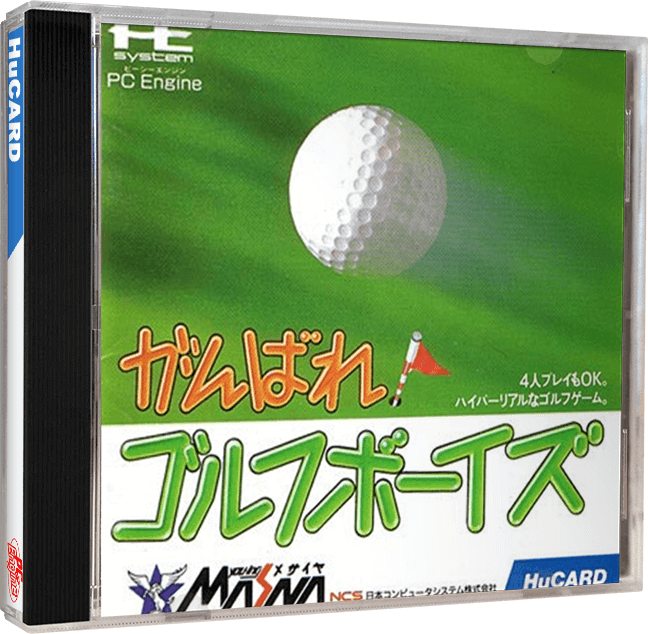 HuCARD
HE
system
ピーシーエンジン
PC Engine
がんばれ!
4人プレイもOK。
ハイパーリアルなゴルフゲーム。
ゴルフボーイズ
メサイヤ
MASAYA
NCS 日本コンピュータシステム株式会社
HuCARD
PC Engine